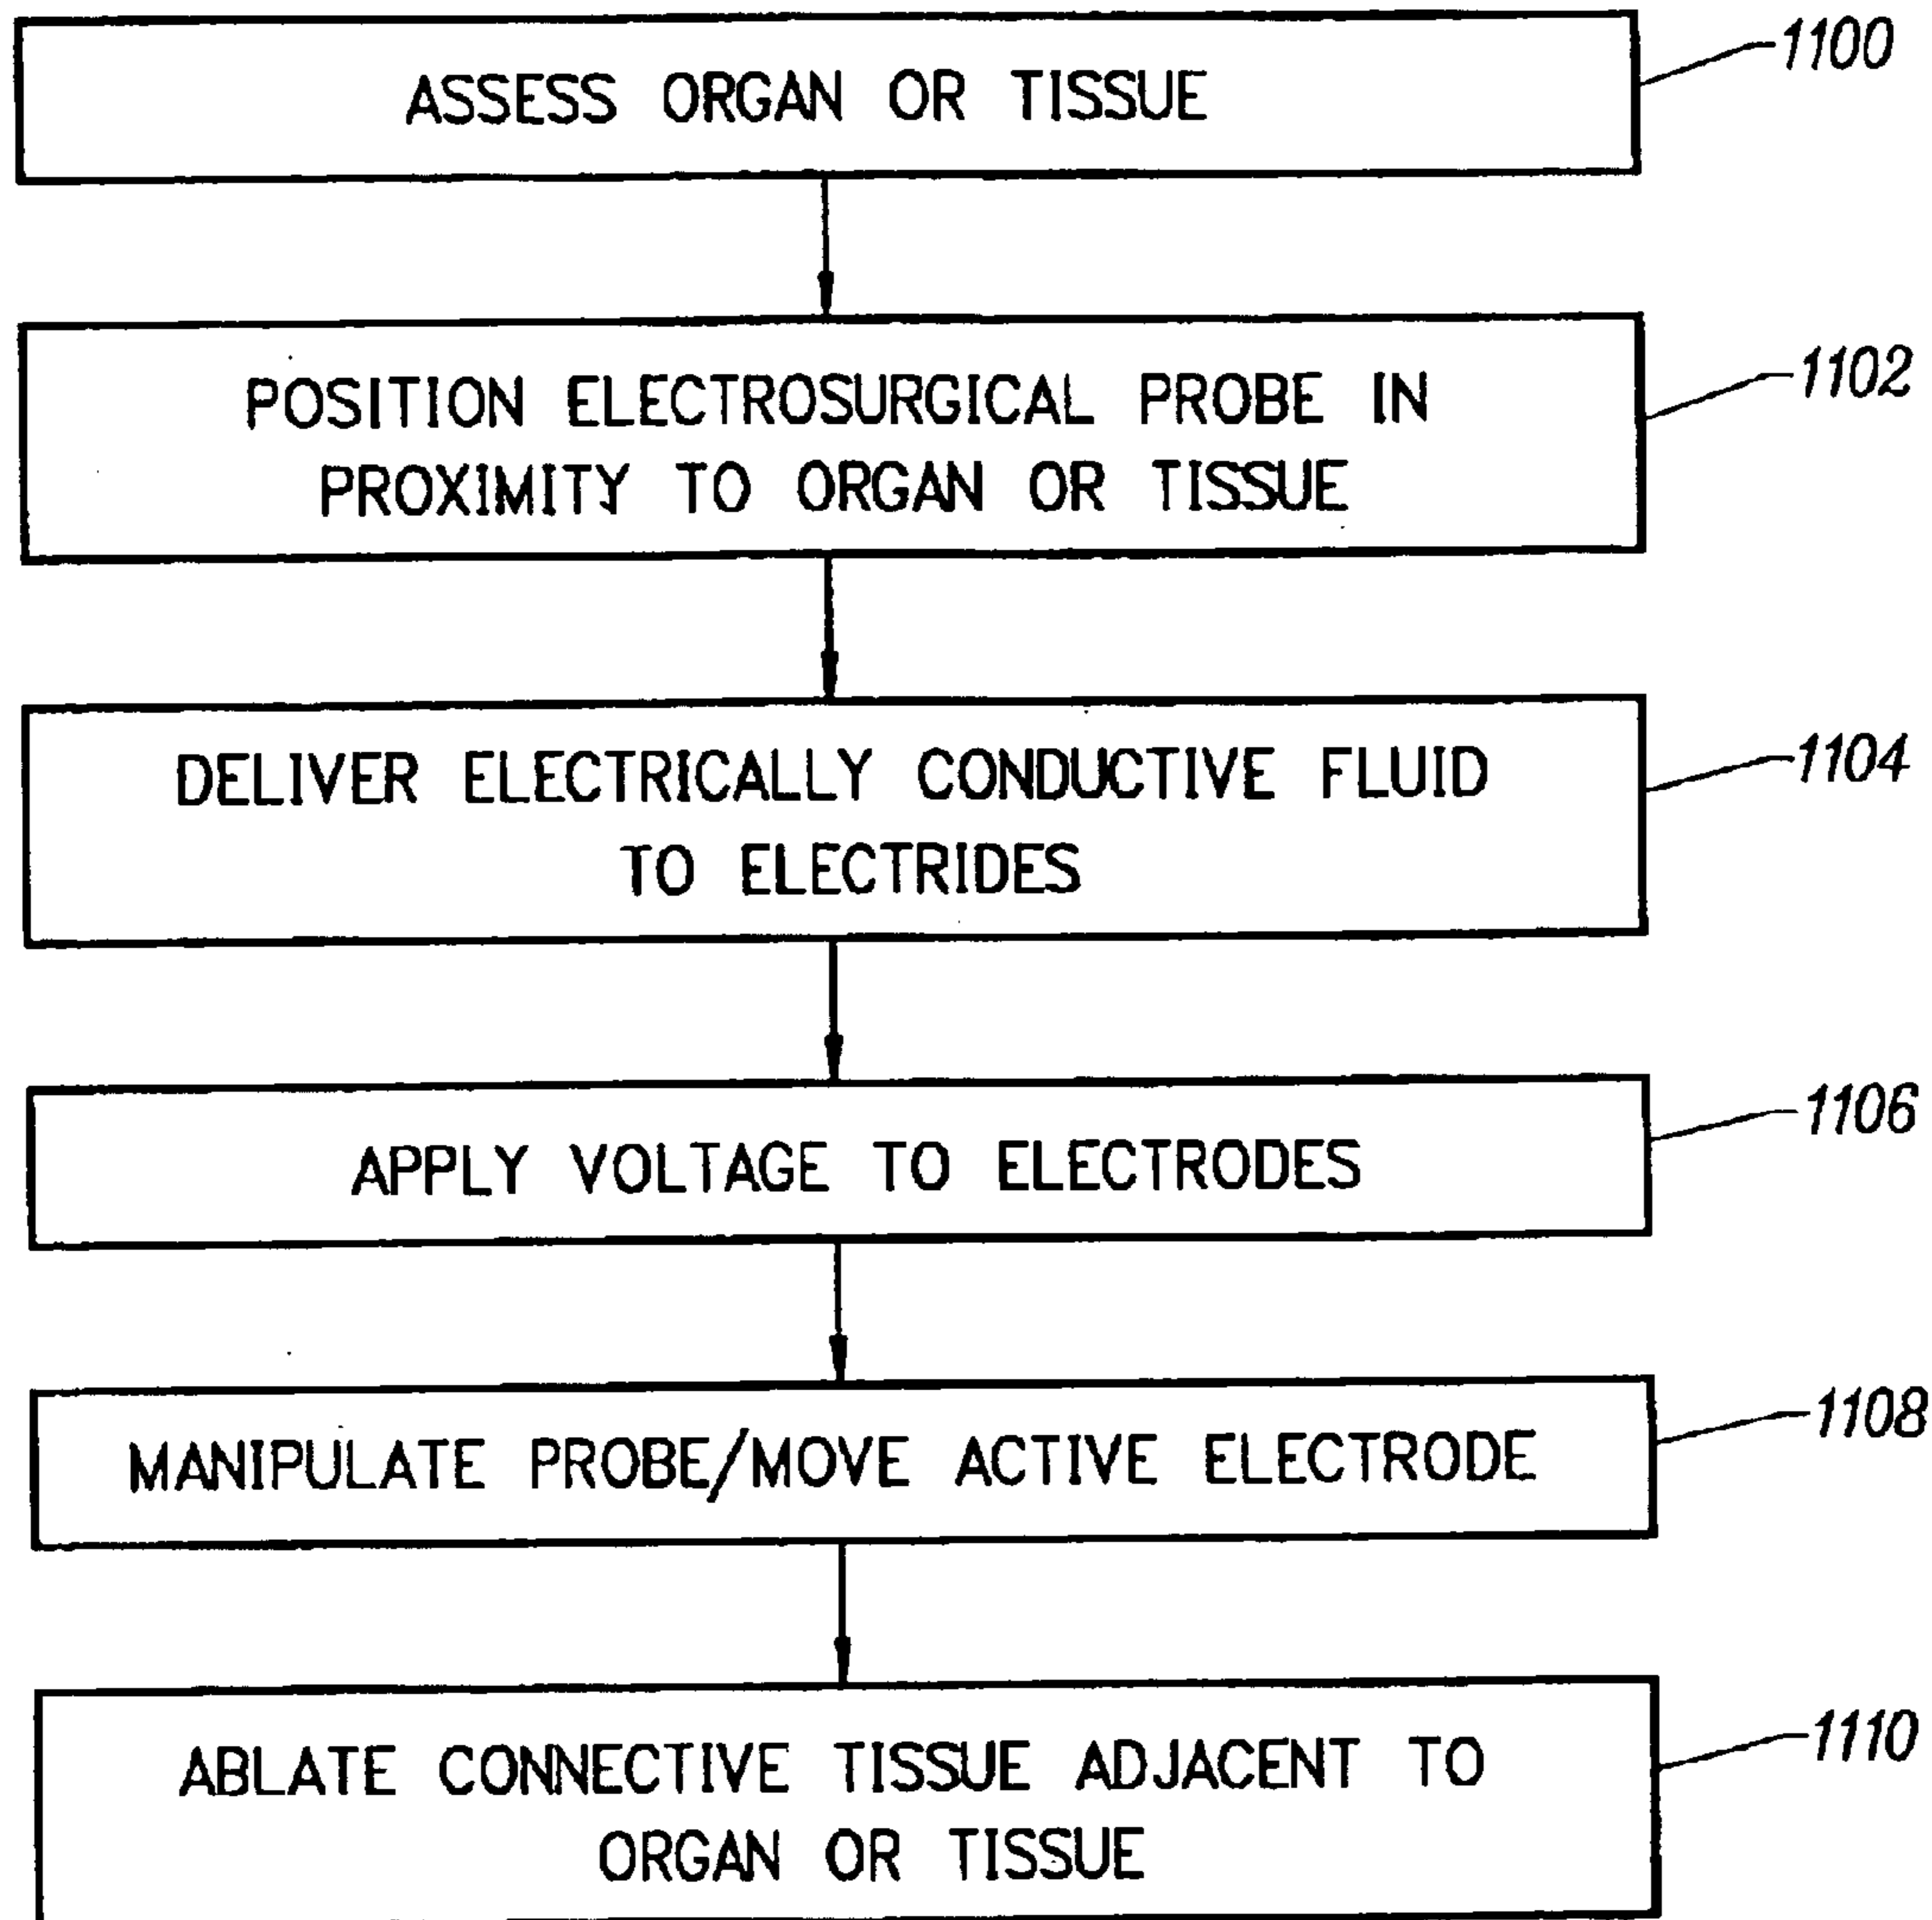 ASSESS ORGAN OR TISSUE
1100
POSITION ELECTROSURGICAL PROBE IN
PROXIMITY TO ORGAN OR TISSUE
1102
DELIVER ELECTRICALLY CONDUCTIVE FLUID
TO ELECTRIDES
1104
APPLY VOLTAGE TO ELECTRODES
1106
MANIPULATE PROBE/MOVE ACTIVE ELECTRODE
1108
ABLATE CONNECTIVE TISSUE ADJACENT TO
ORGAN OR TISSUE
1110